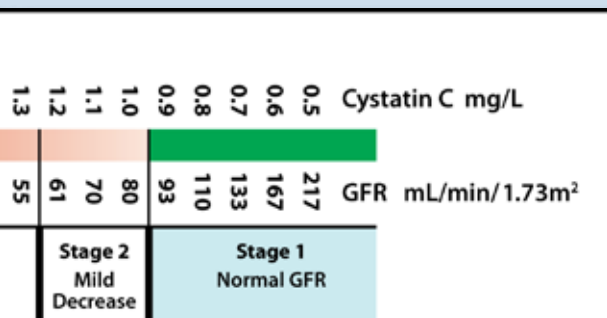 1.3 1.2 1.1 1.0 0.9 0.8 0.7 0.6 0.5 Cystatin C mg/L
55 61 70 80 93 110 133 167 217 GFR mL/min/1.73m²
Stage 2
Mild
Decrease
Stage 1
Normal GFR